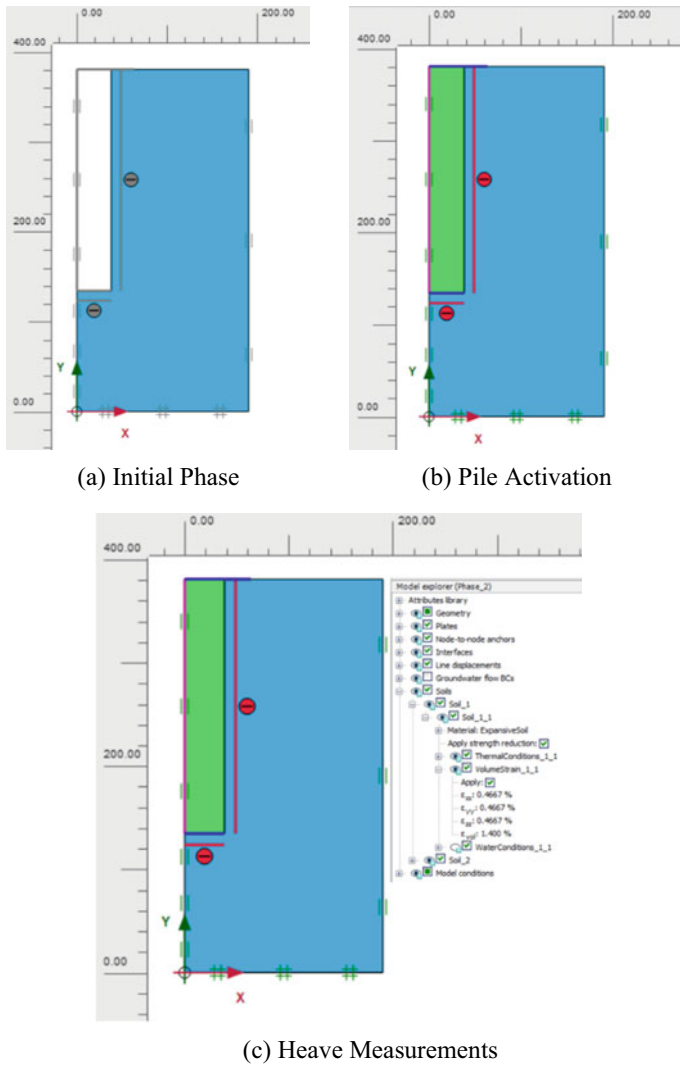 0.00
200.00
400.00
200.00
0.00
Y
X
(a) Initial Phase
0.00
200.00
400.00
200.00
0.00
Y
X
(b) Pile Activation
0.00
200.00
400.00
200.00
0.00
Y
X
Model explorer (Phase_2)
Attributes library
Geometry
Plates
Node-to-node anchors
Interfaces
Line displacements
Groundwater flow BCs
Soils
Soil_1
Soil_1_1
Material: ExpansiveSoil
Apply strength reduction:
ThermalConditions_1_1
VolumeStrain_1_1
Apply:
: 0.4667 %
: 0.4667 %
: 0.4667 %
: 1.400 %
WaterConditions_1_1
Soil_2
Model conditions
(c) Heave Measurements